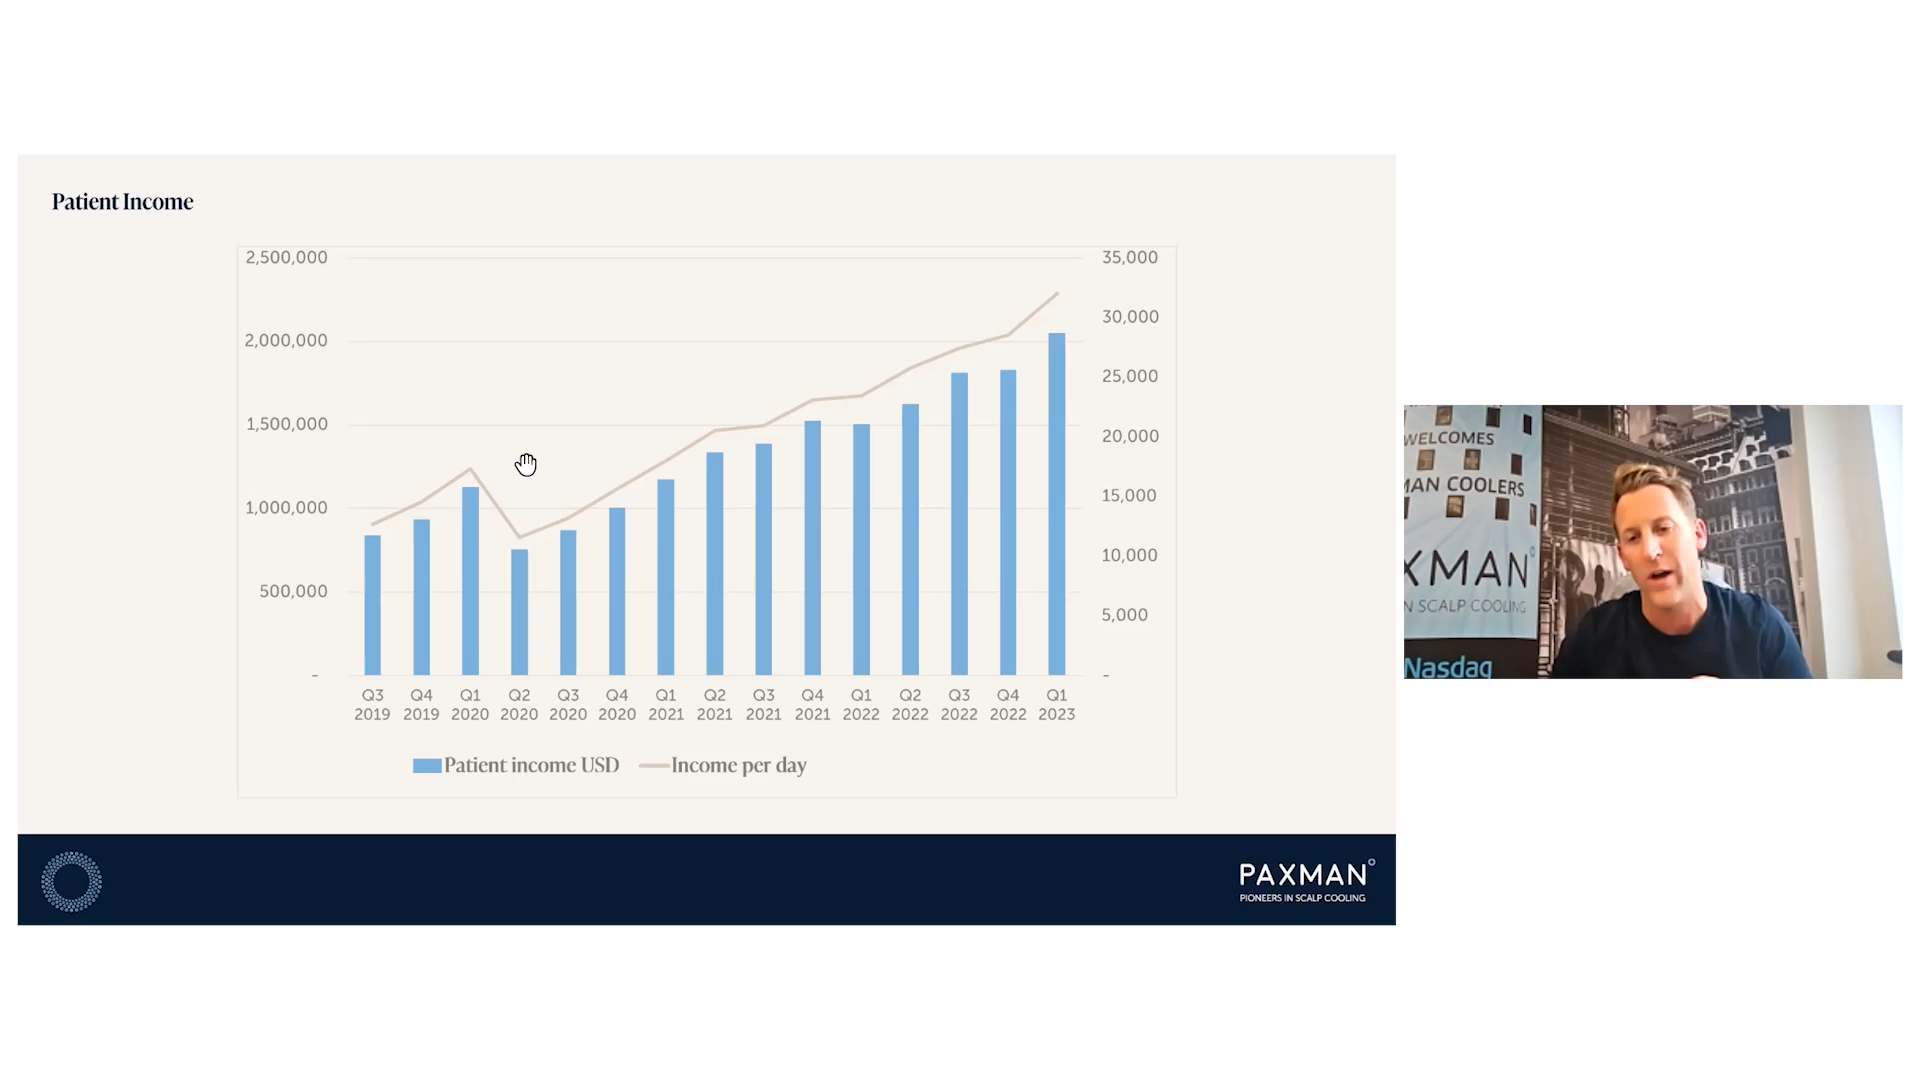 Patient Income
2,500,000
2,000,000
1,500,000
1,000,000
500,000
-
35,000
30,000
25,000
20,000
15,000
10,000
5,000
-
Q3 Q4 Q1 Q2 Q3 Q4 Q1 Q2 Q3 Q4 Q1 Q2 Q3 Q4 Q1
2019 2019 2020 2020 2020 2020 2021 2021 2021 2021 2022 2022 2022 2022 2023
Patient income USD Income per day
PAXMAN
PIONEERS IN SCALP COOLING
WELCOMES
MAN COOLERS
XMAN
N SCALP COOLING
Nasdaq